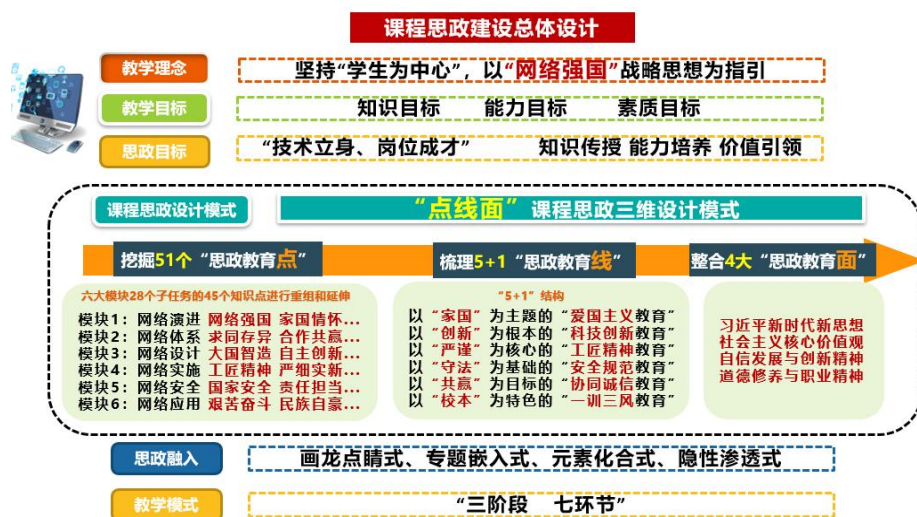 课程思政建设总体设计
教学理念 坚持“学生为中心”，以“网络强国”战略思想为指引
教学目标 知识目标 能力目标 素质目标
思政目标 “技术立身、岗位成才” 知识传授 能力培养 价值引领
课程思政设计模式 “点线面”课程思政三维设计模式
挖掘51个“思政教育点”
六大模块28个子任务的45个知识点进行重组和延伸
模块1：网络演进 网络强国 家国情怀...
模块2：网络体系 求同存异 合作共赢...
模块3：网络设计 大国智造 自主创新...
模块4：网络实施 工匠精神 严细实新...
模块5：网络安全 国家安全 责任担当...
模块6：网络应用 艰苦奋斗 民族自豪...
梳理5+1“思政教育线”
“5+1”结构
以“家国”为主题的“爱国主义教育”
以“创新”为根本的“科技创新教育”
以“严谨”为核心的“工匠精神教育”
以“守法”为基础的“安全规范教育”
以“共赢”为目标的“协同诚信教育”
以“校本”为特色的“一训三风教育”
整合4大“思政教育面”
习近平新时代新思想
社会主义核心价值观
自信发展与创新精神
道德修养与职业精神
思政融入 画龙点睛式、专题嵌入式、元素化合式、隐性渗透式
教学模式 “三阶段 七环节”